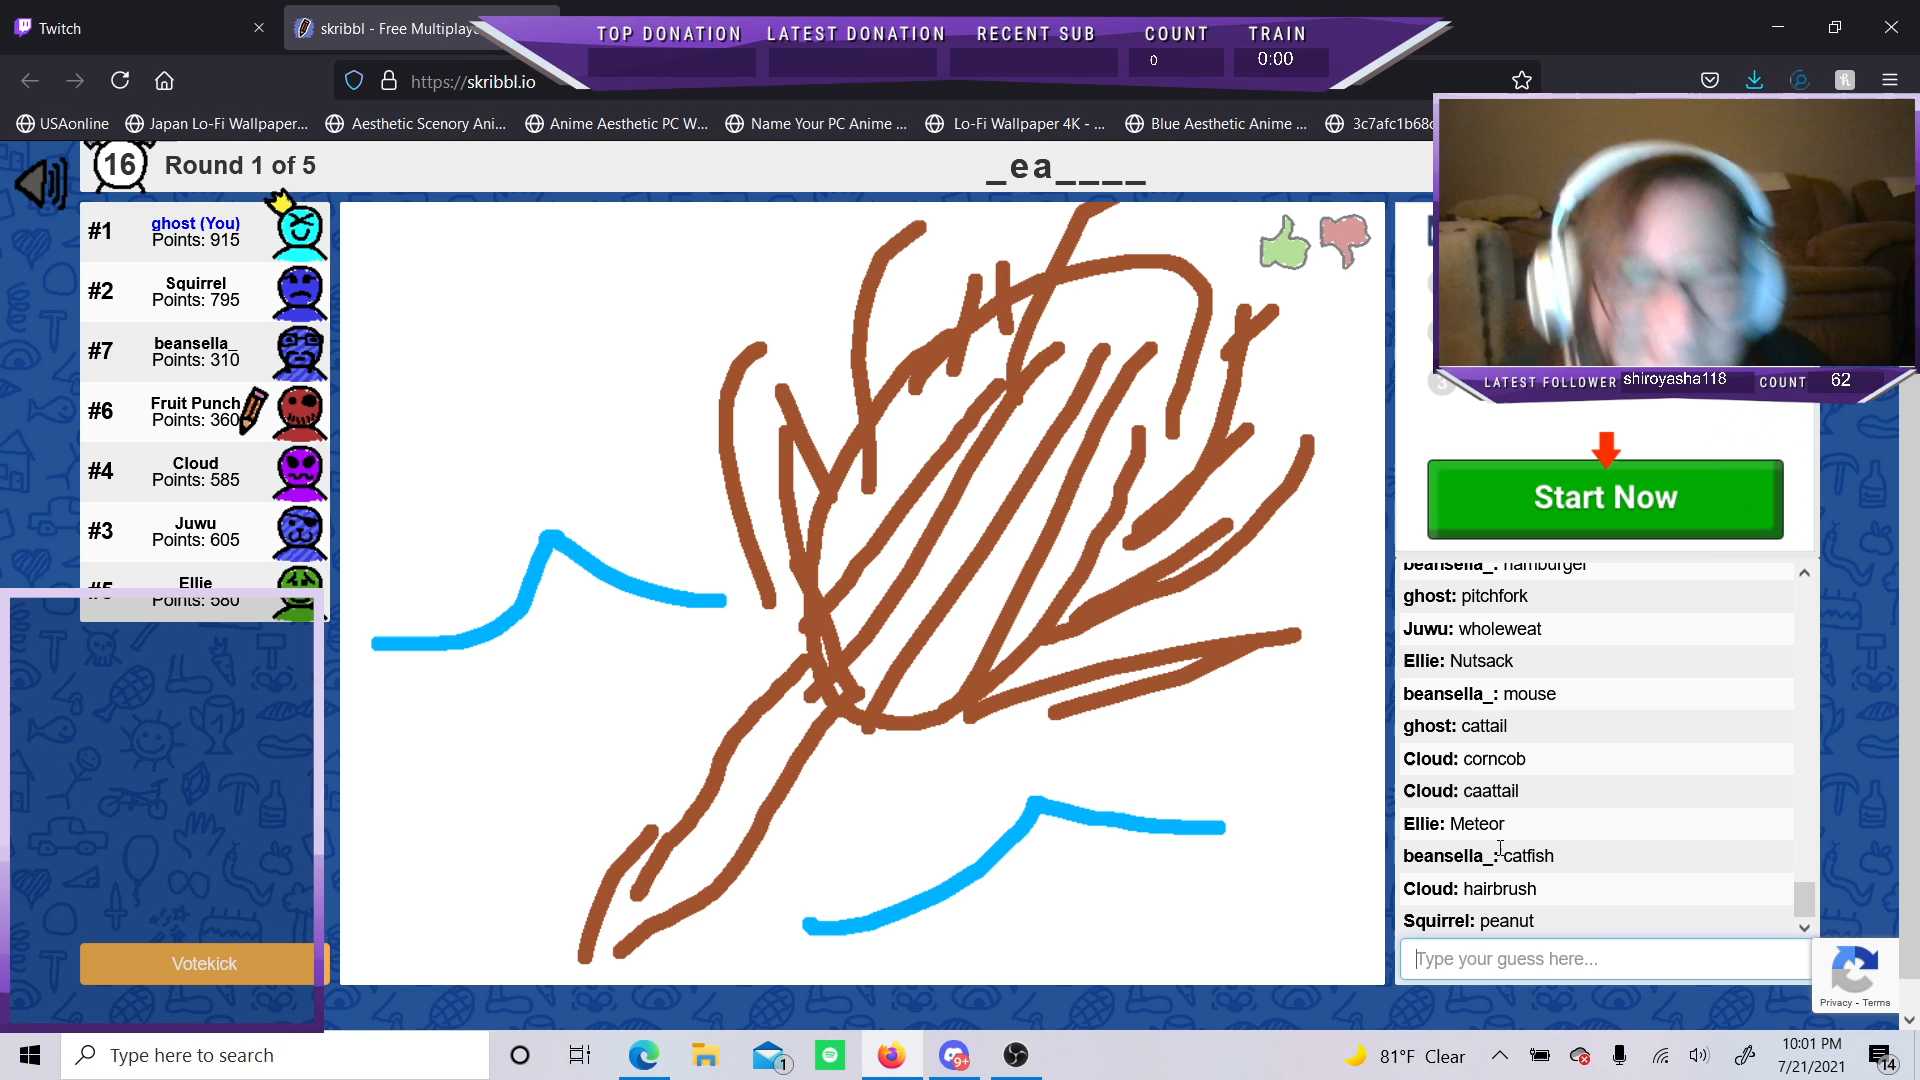 Twitch
skribbl - Free Multiplay
TOP DONATION LATEST DONATION RECENT SUB COUNT TRAIN
0 0:00
https://skribbl.io
USAonline Japan Lo-Fi Wallpaper... Aesthetic Scenory Ani... Anime Aesthetic PC W... Name Your PC Anime ... Lo-Fi Wallpaper 4K - ... Blue Aesthetic Anime ... 3c7afc1b68
16 Round 1 of 5 _ea____
#1 ghost (You)
Points: 915
#2 Squirrel
Points: 795
#7 beansella_
Points: 310
#6 Fruit Punch
Points: 360
#4 Cloud
Points: 585
#3 Juwu
Points: 605
#5 Ellie
Points: 580
Votekick
LATEST FOLLOWER shiroyasha118 COUNT 62
3
Start Now
beansella_: hamburger
ghost: pitchfork
Juwu: wholeweat
Ellie: Nutsack
beansella_: mouse
ghost: cattail
Cloud: corncob
Cloud: caattail
Ellie: Meteor
beansella_: catfish
Cloud: hairbrush
Squirrel: peanut
Type your guess here...
Privacy - Terms
Type here to search
1
81°F Clear
10:01 PM
7/21/2021
14